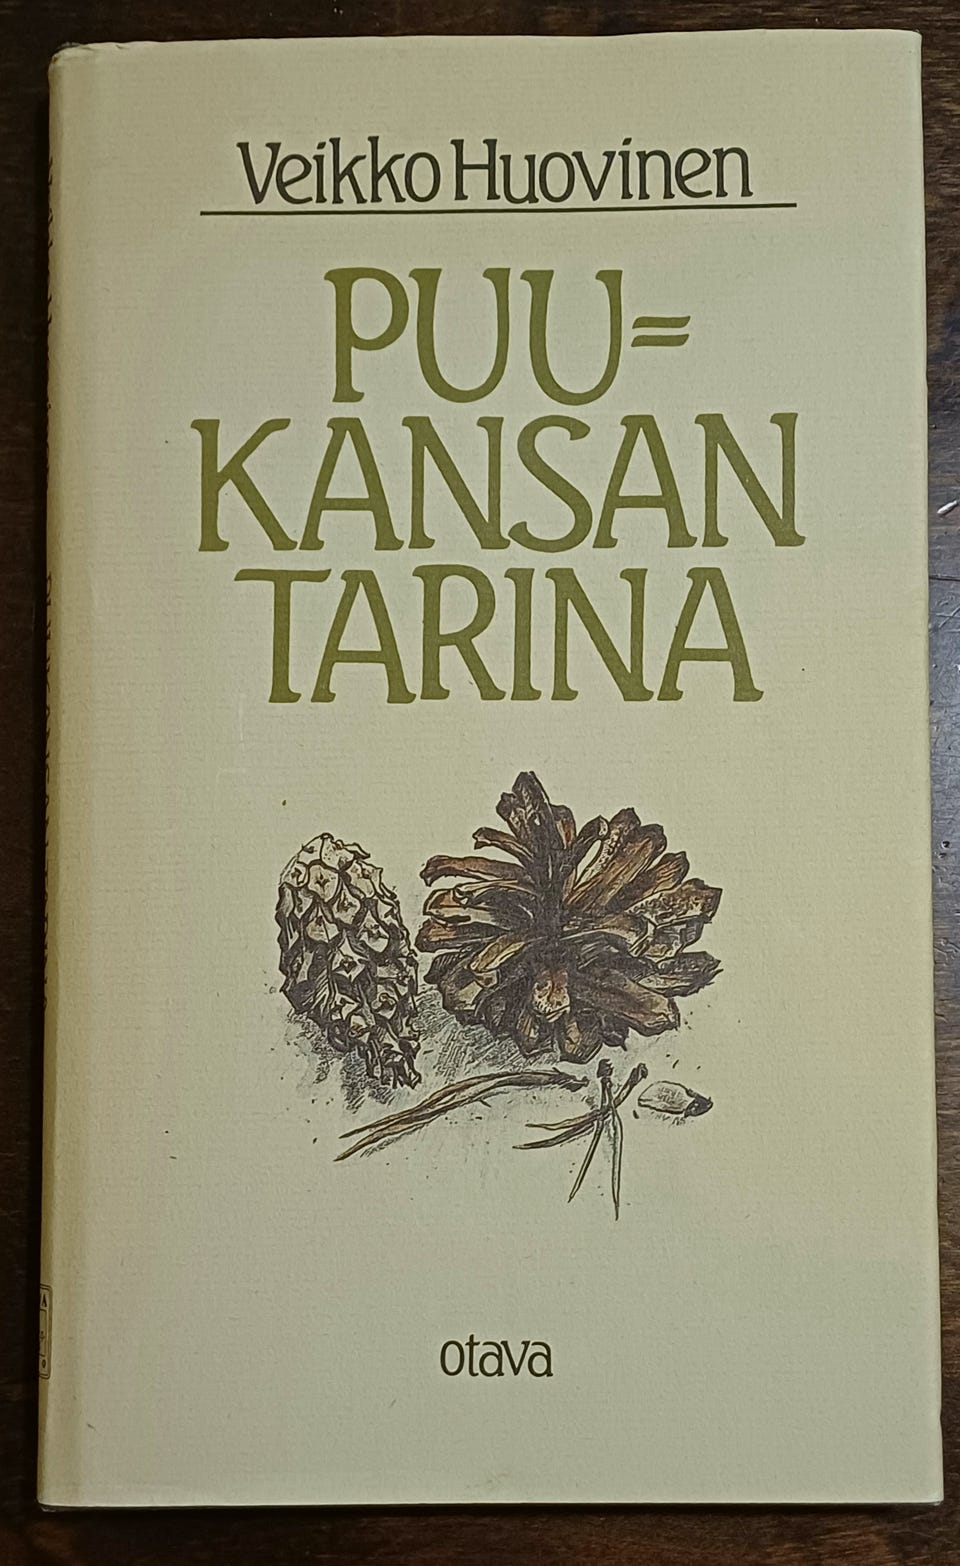 Veikko Huovinen
PUU=
KANSAN
TARINA
otava